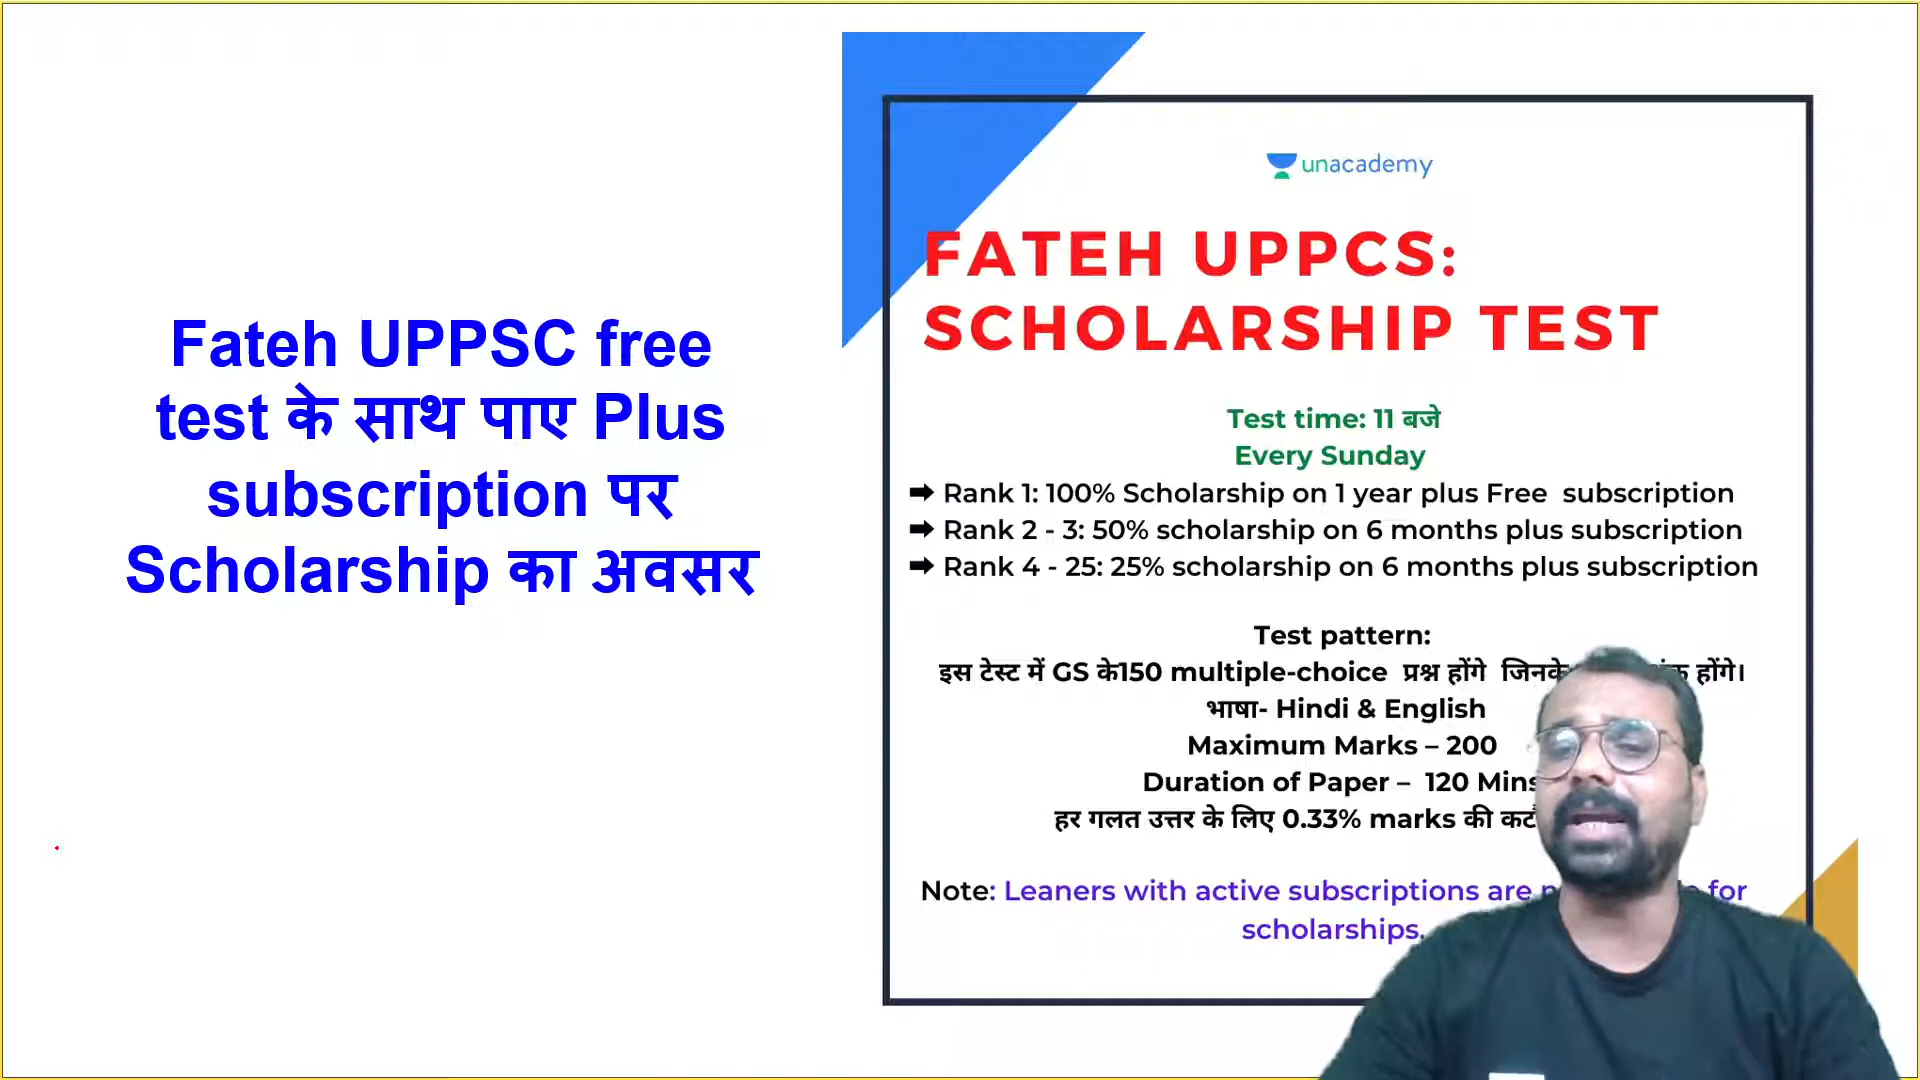 Fateh UPPSC free
test के साथ पाए Plus
subscription पर
Scholarship का अवसर
unacademy
FATEH UPPCS:
SCHOLARSHIP TEST
Test time: 11 बजे
Every Sunday
➡ Rank 1: 100% Scholarship on 1 year plus Free subscription
➡ Rank 2 - 3: 50% scholarship on 6 months plus subscription
➡ Rank 4 - 25: 25% scholarship on 6 months plus subscription
Test pattern:
इस टेस्ट में GS के150 multiple-choice प्रश्न होंगे जिनके होंगे।
भाषा- Hindi & English
Maximum Marks – 200
Duration of Paper – 120 Mins
हर गलत उत्तर के लिए 0.33% marks की
Note: Leaners with active subscriptions are for
scholarships.